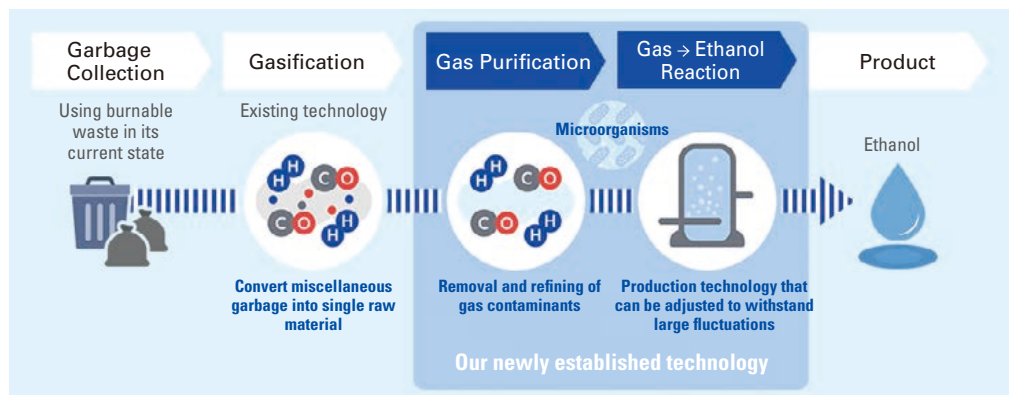 Garbage
Collection
Gasification
Gas Purification
Gas → Ethanol
Reaction
Product
Using burnable
waste in its
current state
Existing technology
Microorganisms
Ethanol
H H C O
C O H H
H H C O
C O H H
Convert miscellaneous
garbage into single raw
material
Removal and refining of
gas contaminants
Production technology that
can be adjusted to withstand
large fluctuations
Our newly established technology